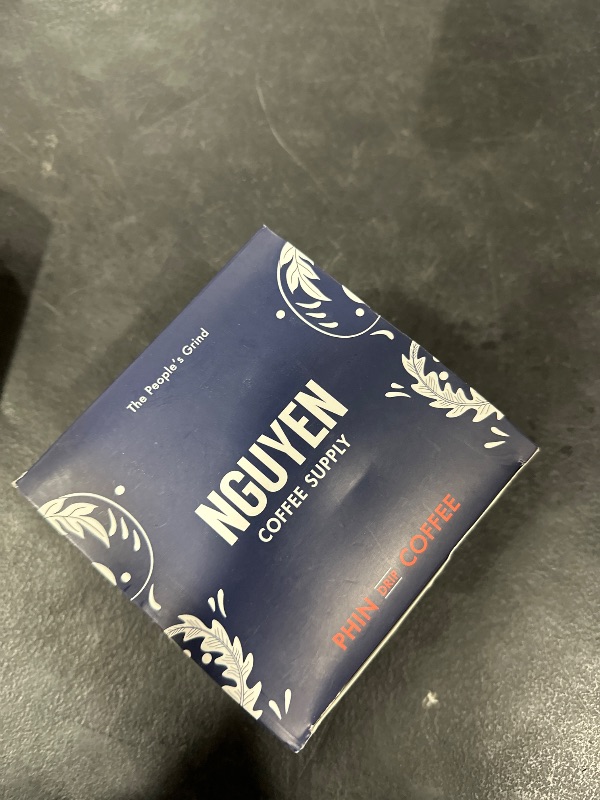 The People's Grind
NGUYEN
COFFEE SUPPLY
PHIN DRIP COFFEE